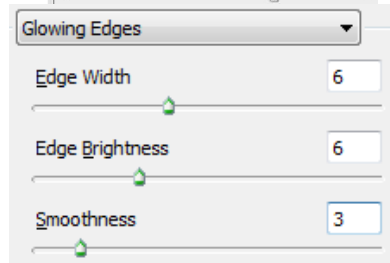 Glowing Edges
Edge Width 6
Edge Brightness 6
Smoothness 3